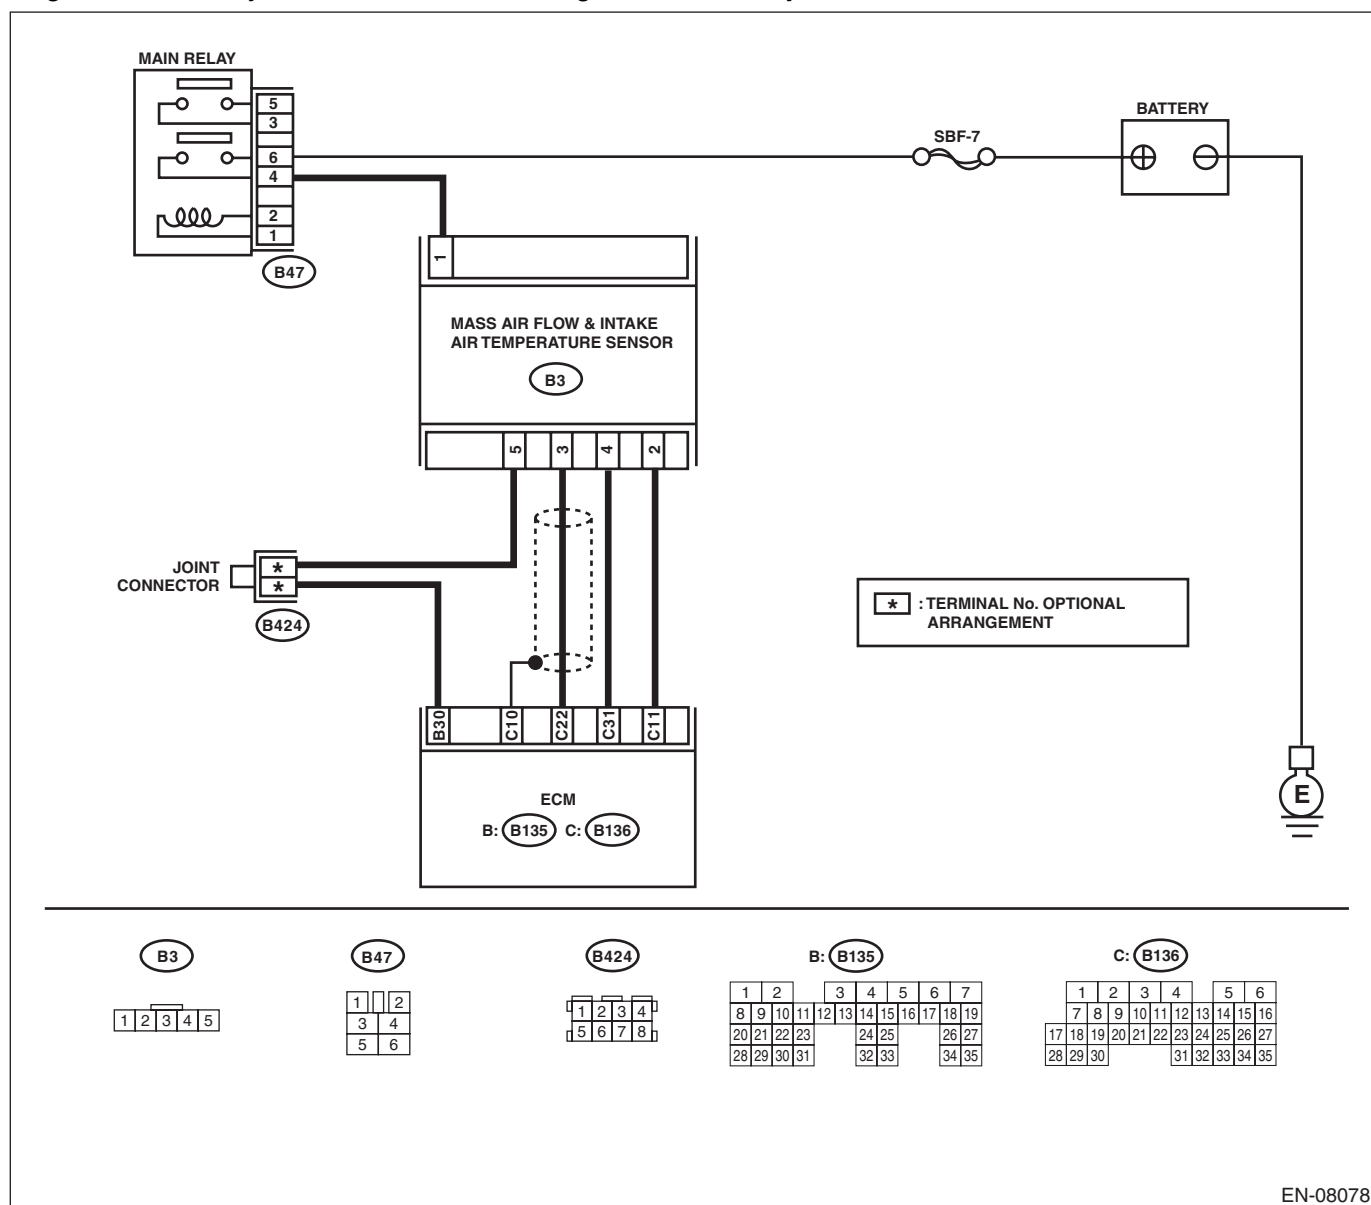 MAIN RELAY
5
3
6
4
2
1
B47
SBF-7
BATTERY
1
MASS AIR FLOW & INTAKE
AIR TEMPERATURE SENSOR
B3
5 3 4 2
JOINT
CONNECTOR
*
*
B424
* : TERMINAL No. OPTIONAL
ARRANGEMENT
B30 C10 C22 C31 C11
ECM
B: B135 C: B136
E
B3
1 2 3 4 5
B47
1 2
3 4
5 6
B424
1 2 3 4
5 6 7 8
B: B135
1 2 3 4 5 6 7
8 9 10 11 12 13 14 15 16 17 18 19
20 21 22 23 24 25 26 27
28 29 30 31 32 33 34 35
C: B136
1 2 3 4 5 6
7 8 9 10 11 12 13 14 15 16
17 18 19 20 21 22 23 24 25 26 27
28 29 30 31 32 33 34 35
EN-08078